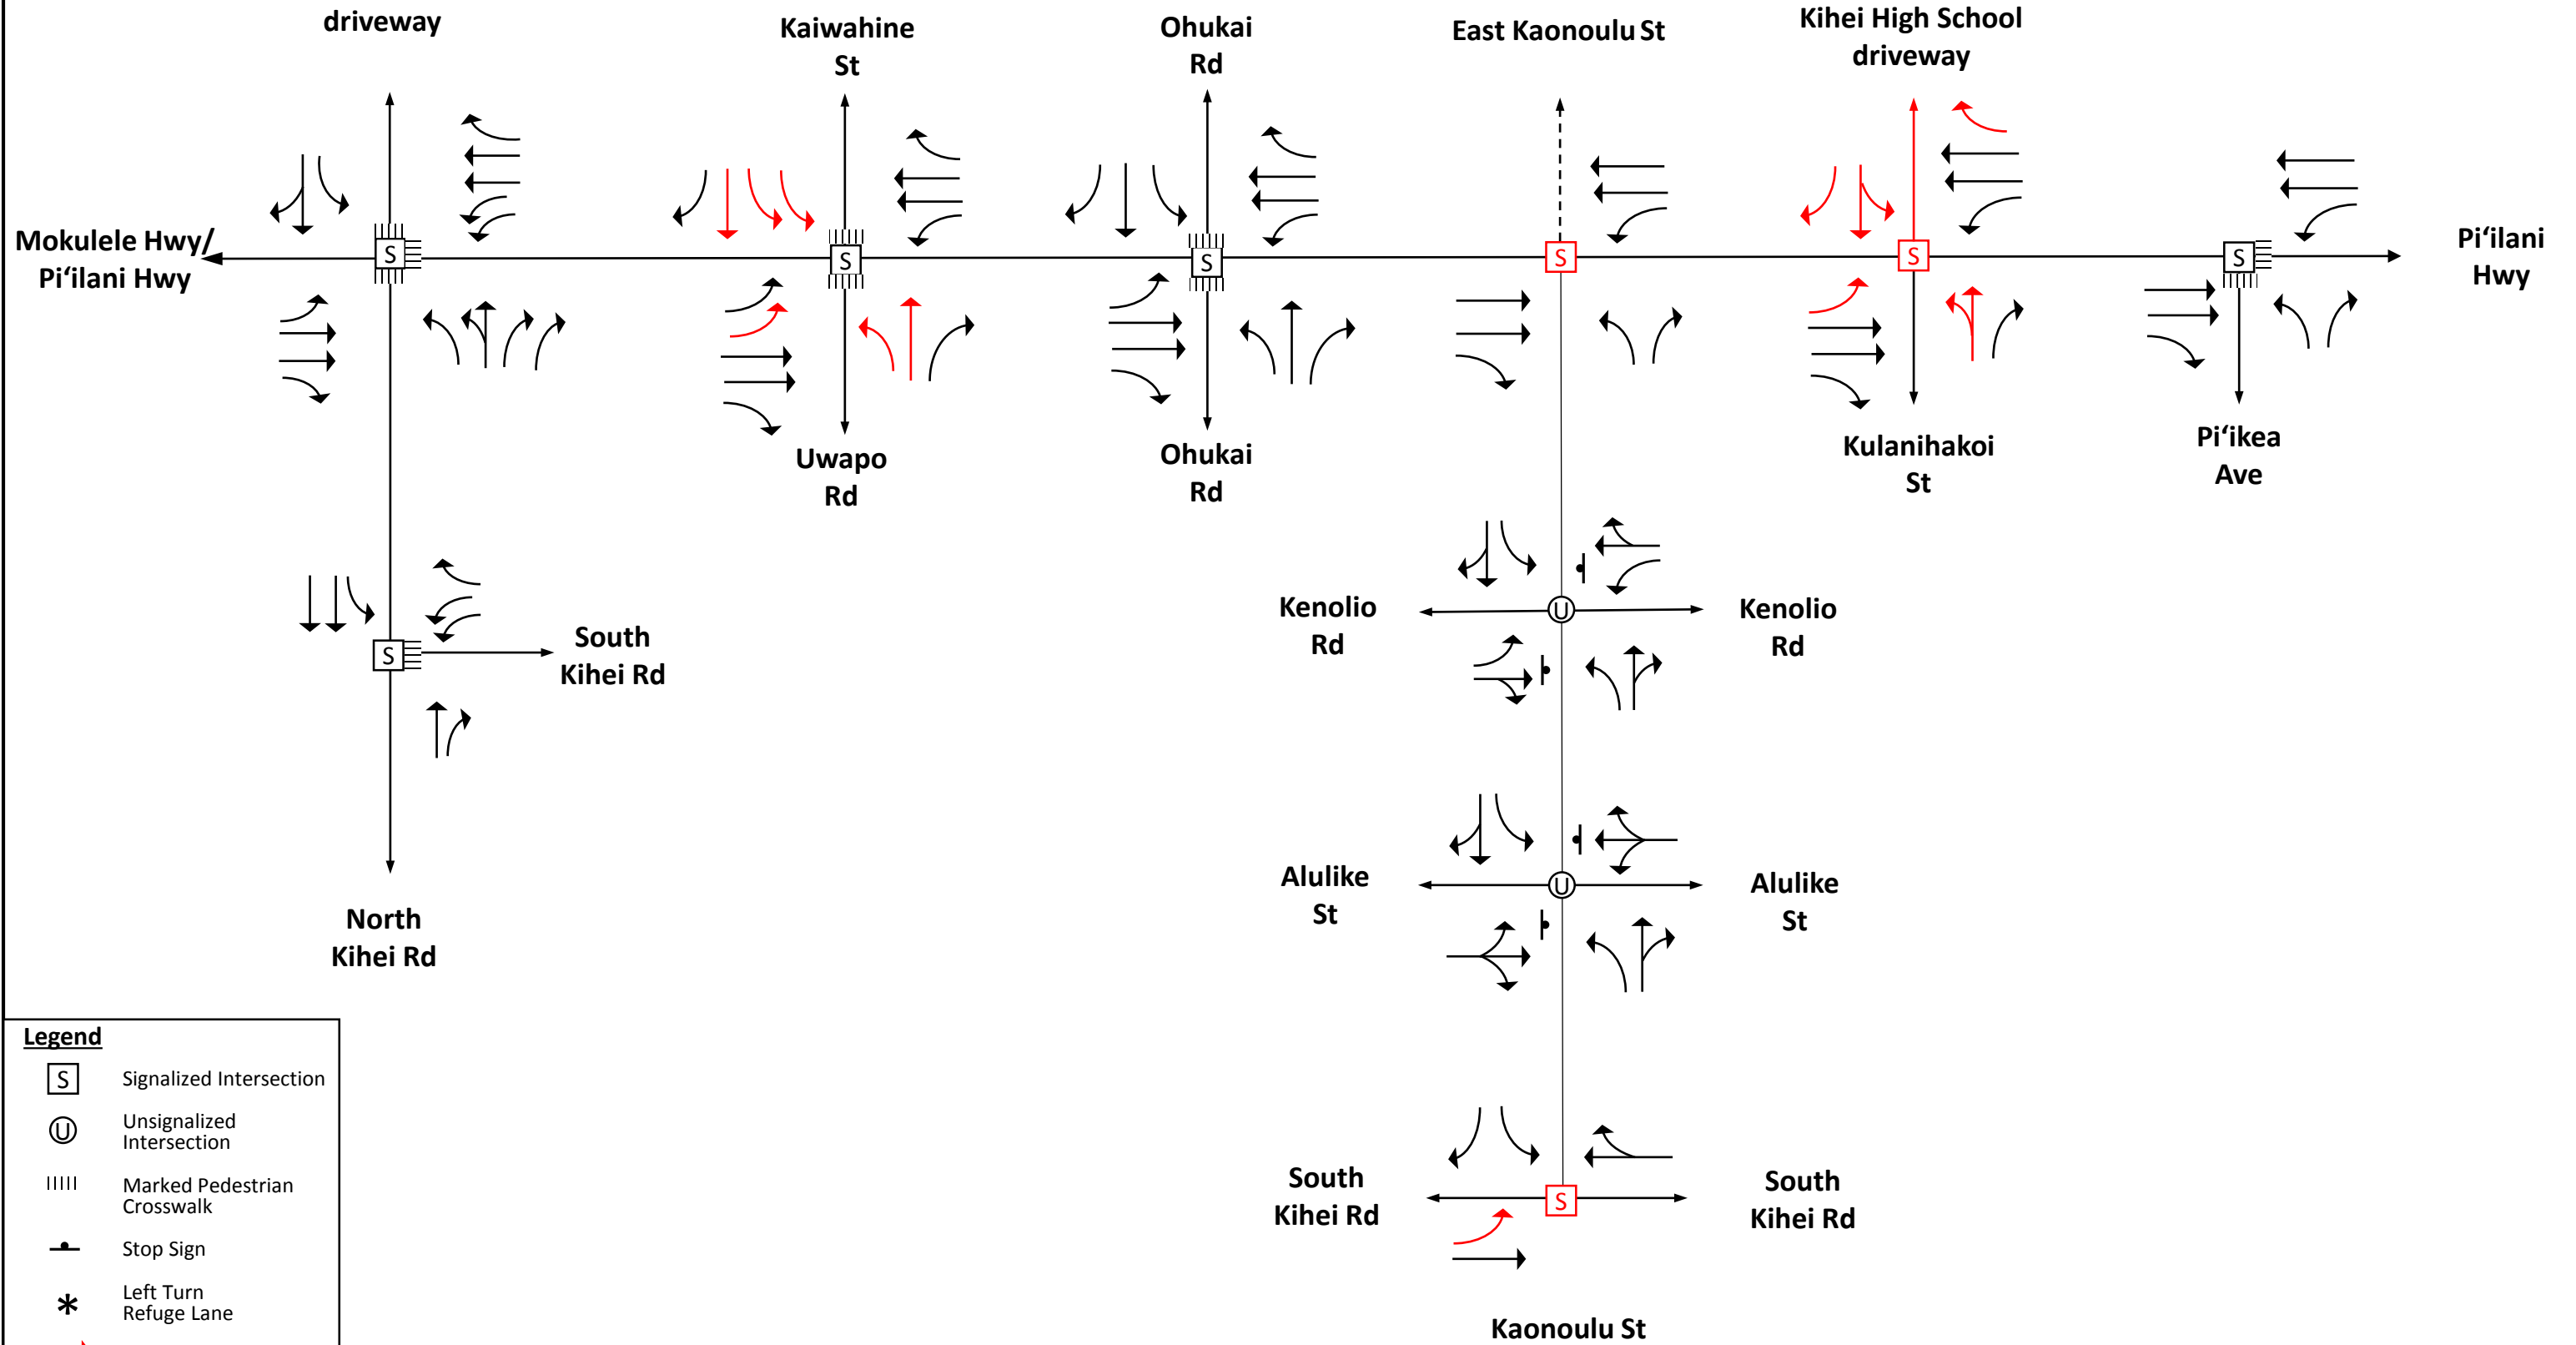 driveway
Kaiwahine
St
Ohukai
Rd
East Kaonoulu St
Kihei High School
driveway
Mokulele Hwy/
Pi‘ilani Hwy
S
S
S
S
S
S
Pi‘ilani
Hwy
Uwapo
Rd
Ohukai
Rd
Kulanihakoi
St
Pi‘ikea
Ave
Kenolio
Rd
U
Kenolio
Rd
S
South
Kihei Rd
Alulike
St
U
Alulike
St
North
Kihei Rd
South
Kihei Rd
S
South
Kihei Rd
Kaonoulu St
Legend
S Signalized Intersection
U Unsignalized
Intersection
Marked Pedestrian
Crosswalk
Stop Sign
* Left Turn
Refuge Lane